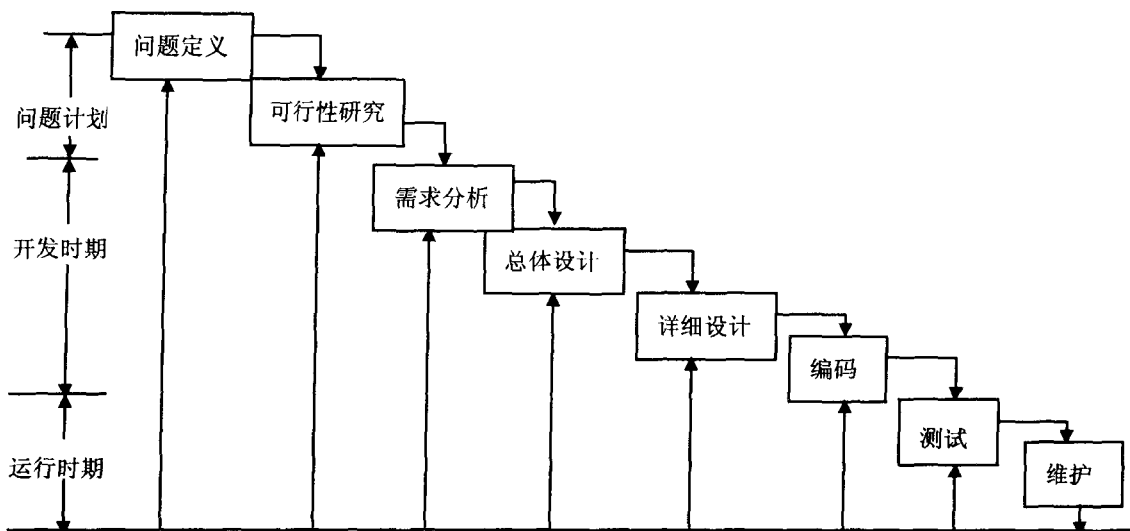 问题定义
可行性研究
问题计划
需求分析
开发时期
总体设计
详细设计
编码
测试
运行时期
维护